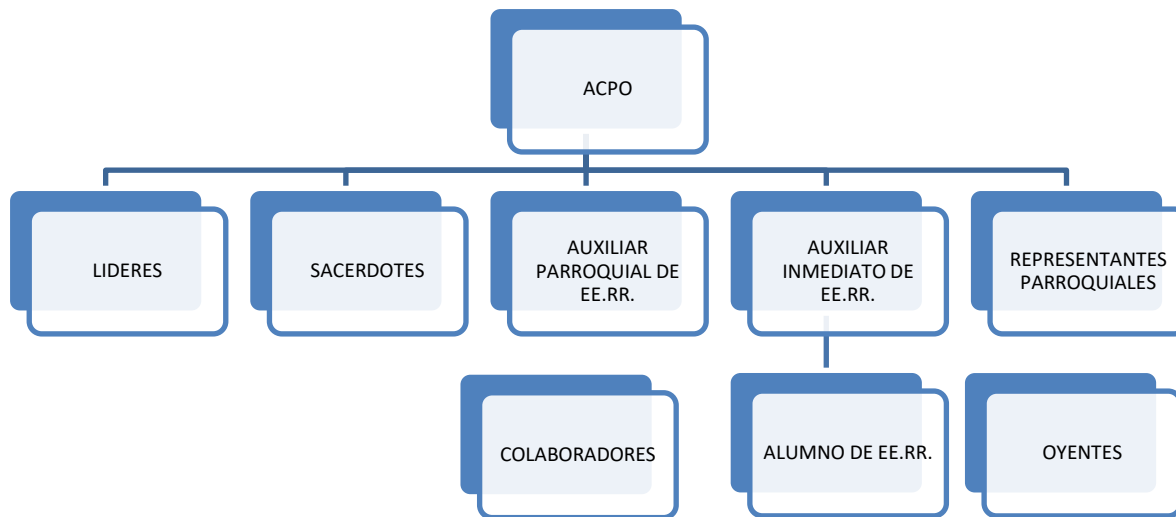 ACPO
LIDERES
SACERDOTES
AUXILIAR
PARROQUIAL DE
EE.RR.
AUXILIAR
INMEDIATO DE
EE.RR.
REPRESENTANTES
PARROQUIALES
COLABORADORES
ALUMNO DE EE.RR.
OYENTES